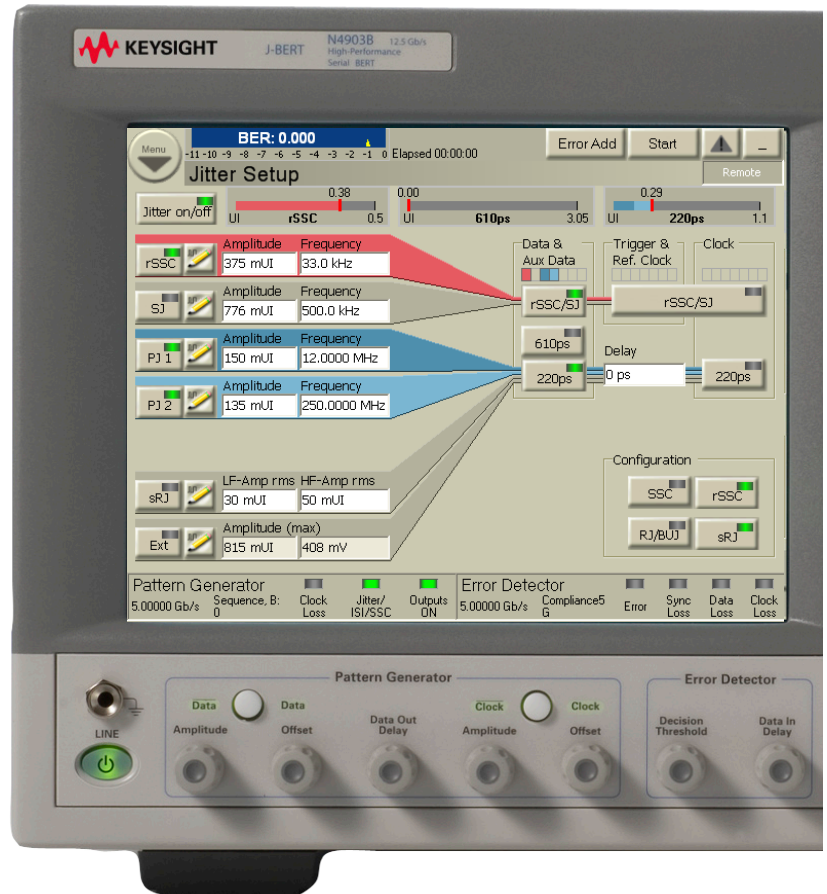 KEYSIGHT J-BERT N4903B 12.5 Gb/s
High-Performance
Serial BERT
Menu
BER: 0.000
-11 -10 -9 -8 -7 -6 -5 -4 -3 -2 -1 0 Elapsed 00:00:00
Error Add Start _
Jitter Setup
Remote
Jitter on/off
0.38 0.00 0.29
UI rSSC 0.5 UI 610ps 3.05 UI 220ps 1.1
Amplitude Frequency
rSSC 375 mUI 33.0 kHz
Amplitude Frequency
SJ 776 mUI 500.0 kHz
Amplitude Frequency
PJ 1 150 mUI 12.0000 MHz
Amplitude Frequency
PJ 2 135 mUI 250.0000 MHz
LF-Amp rms HF-Amp rms
sRJ 30 mUI 50 mUI
Amplitude (max)
Ext 815 mUI 408 mV
Data &
Aux Data
Trigger &
Ref. Clock
Clock
rSSC/SJ rSSC/SJ
610ps
Delay
220ps 0 ps 220ps
Configuration
SSC rSSC
RJ/BUJ sRJ
Pattern Generator
5.00000 Gb/s
Sequence, B:
0
Clock
Loss
Jitter/
ISI/SSC
Outputs
ON
Error Detector
5.00000 Gb/s
Compliance5
G
Error
Sync
Loss
Data
Loss
Clock
Loss
LINE
Pattern Generator
Data Data
Amplitude Offset
Data Out
Delay
Clock Clock
Amplitude Offset
Error Detector
Decision
Threshold
Data In
Delay